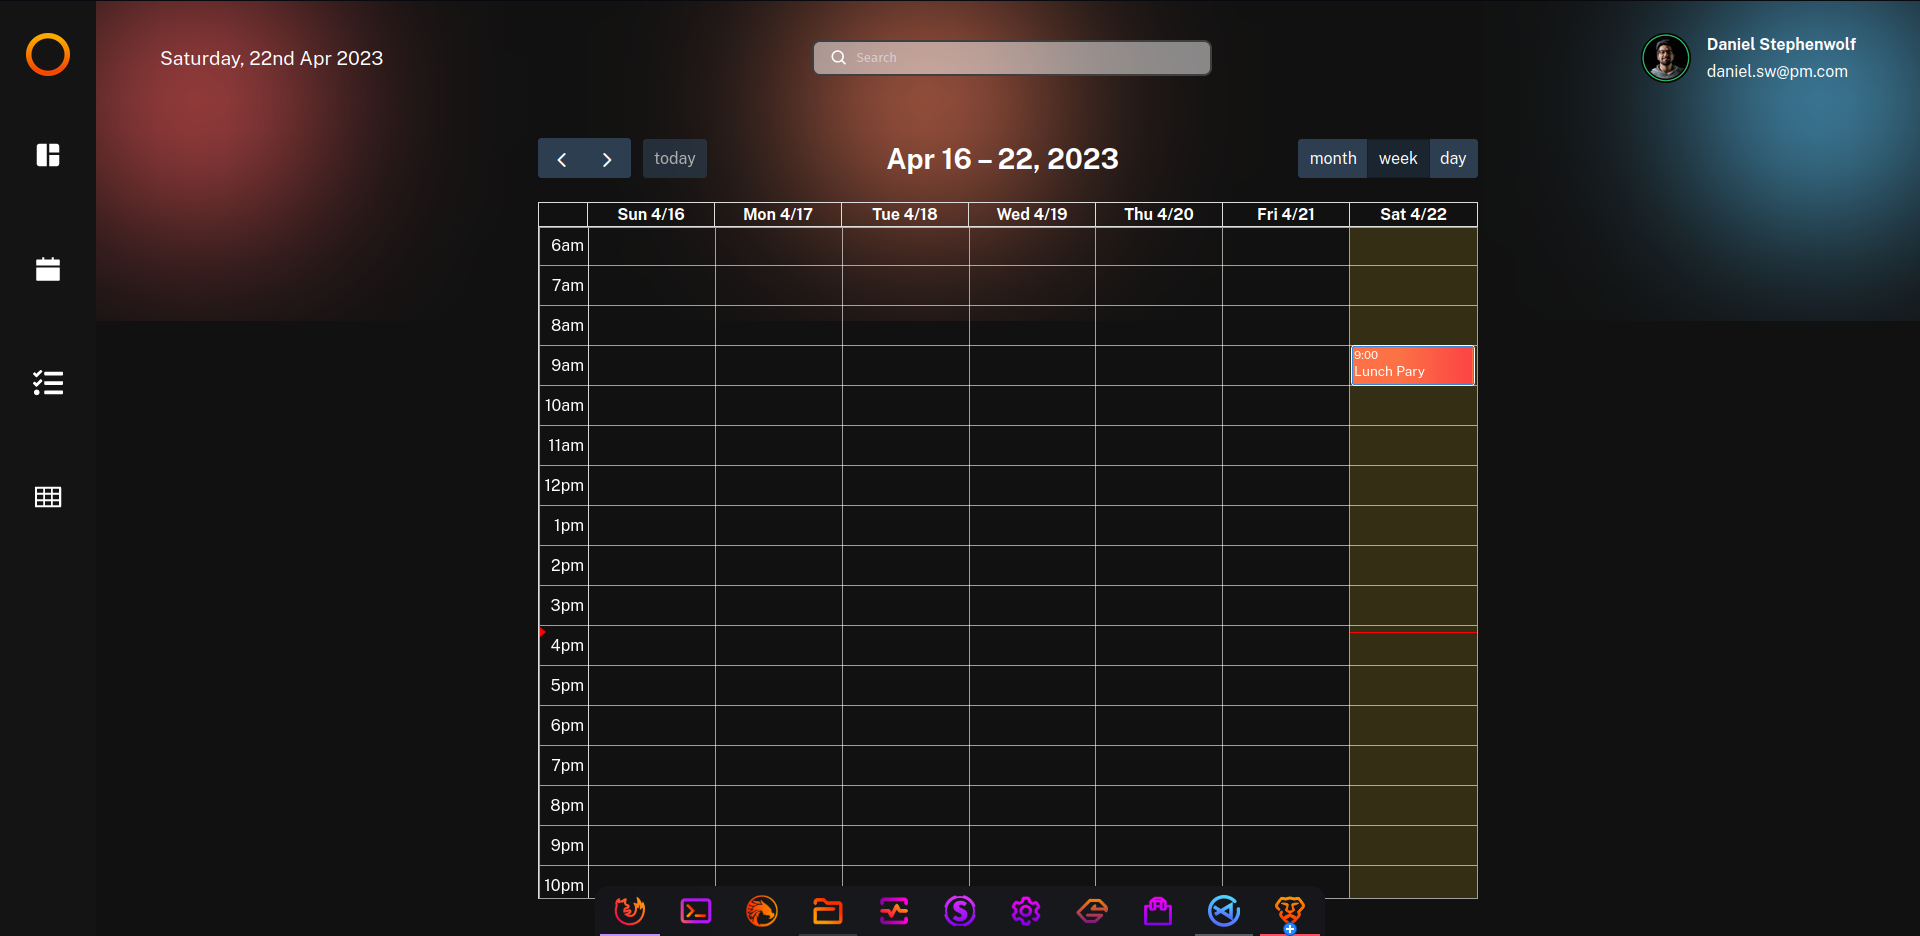 Saturday, 22nd Apr 2023
Search
Daniel Stephenwolf
daniel.sw@pm.com
today
Apr 16 – 22, 2023
month week day
Sun 4/16 Mon 4/17 Tue 4/18 Wed 4/19 Thu 4/20 Fri 4/21 Sat 4/22
6am
7am
8am
9am
9:00
Lunch Pary
10am
11am
12pm
1pm
2pm
3pm
4pm
5pm
6pm
7pm
8pm
9pm
10pm